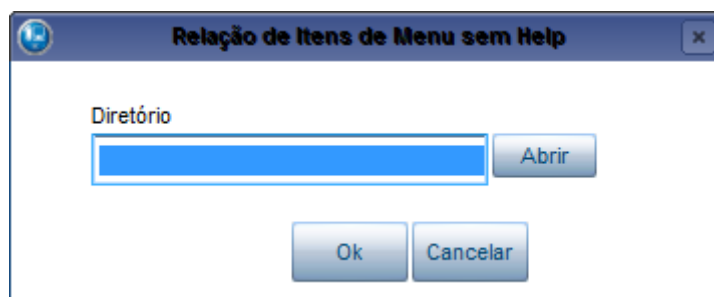 Relação de Itens de Menu sem Help
Diretório
Abrir
Ok
Cancelar